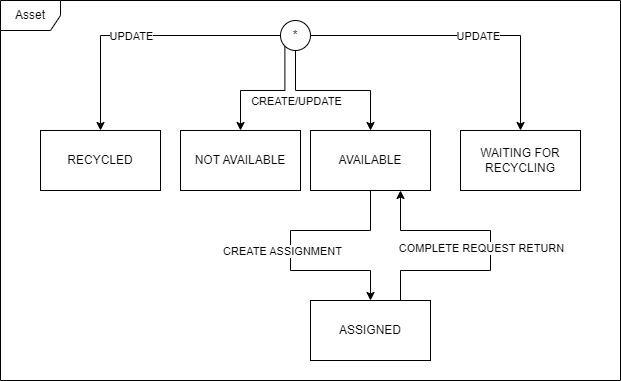 Asset
*
UPDATE
UPDATE
CREATE/UPDATE
RECYCLED
NOT AVAILABLE
AVAILABLE
WAITING FOR
RECYCLING
CREATE ASSIGNMENT
COMPLETE REQUEST RETURN
ASSIGNED